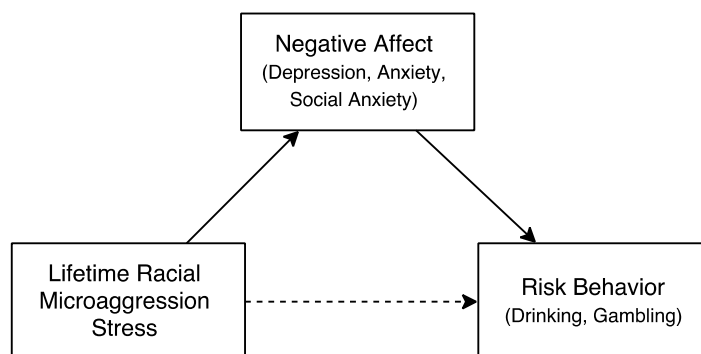 Negative Affect
(Depression, Anxiety,
Social Anxiety)
Lifetime Racial
Microaggression
Stress
Risk Behavior
(Drinking, Gambling)